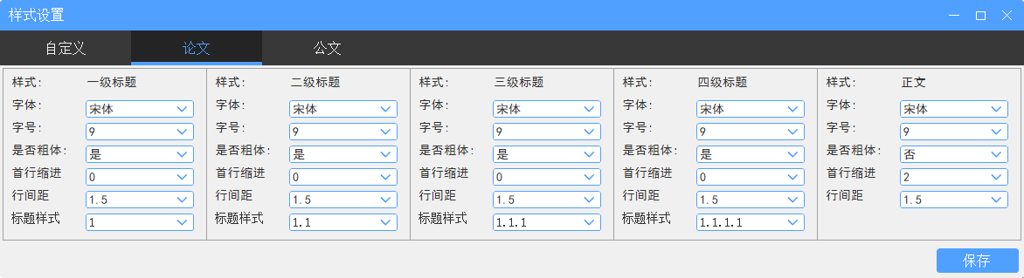 样式设置
自定义 论文 公文
样式： 一级标题 样式： 二级标题 样式： 三级标题 样式： 四级标题 样式： 正文
字体： 宋体 字体： 宋体 字体： 宋体 字体： 宋体 字体： 宋体
字号： 9 字号： 9 字号： 9 字号： 9 字号： 9
是否粗体： 是 是否粗体： 是 是否粗体： 是 是否粗体： 是 是否粗体： 否
首行缩进 0 首行缩进 0 首行缩进 0 首行缩进 0 首行缩进 2
行间距 1.5 行间距 1.5 行间距 1.5 行间距 1.5 行间距 1.5
标题样式 1 标题样式 1.1 标题样式 1.1.1 标题样式 1.1.1.1
保存